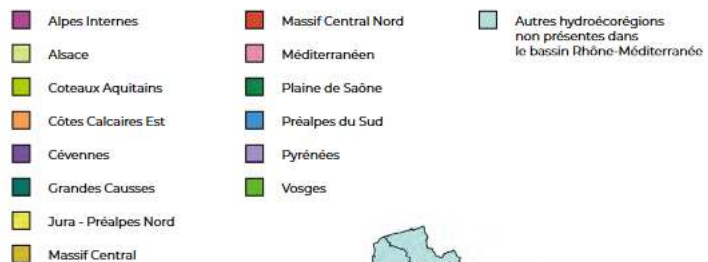 Alpes Internes
Alsace
Coteaux Aquitains
Côtes Calcaires Est
Cévennes
Grandes Causses
Jura - Préalpes Nord
Massif Central
Massif Central Nord
Méditerranéen
Plaine de Saône
Préalpes du Sud
Pyrénées
Vosges
Autres hydroécorégions
non présentes dans
le bassin Rhône-Méditerranée